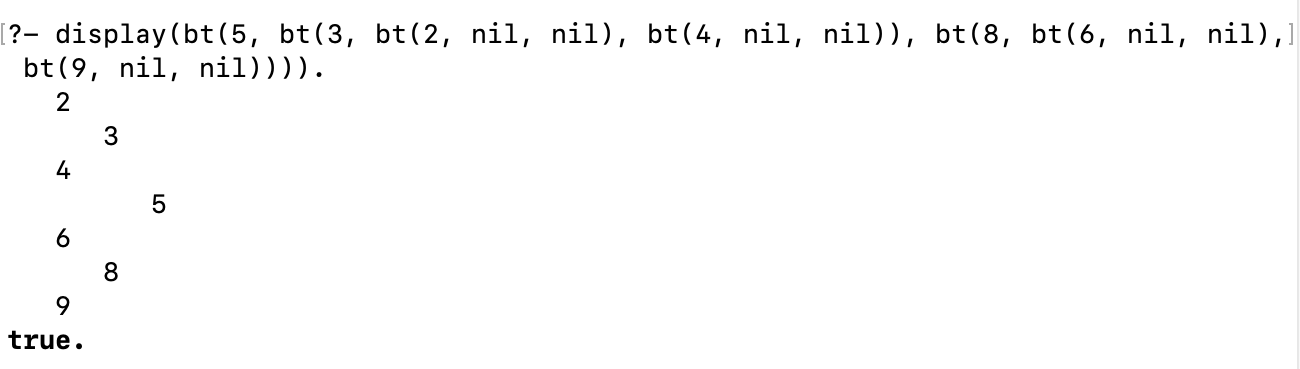 [?- display(bt(5, bt(3, bt(2, nil, nil), bt(4, nil, nil)), bt(8, bt(6, nil, nil),]
 bt(9, nil, nil)))).
   2
      3
   4
         5
   6
      8
   9
true.